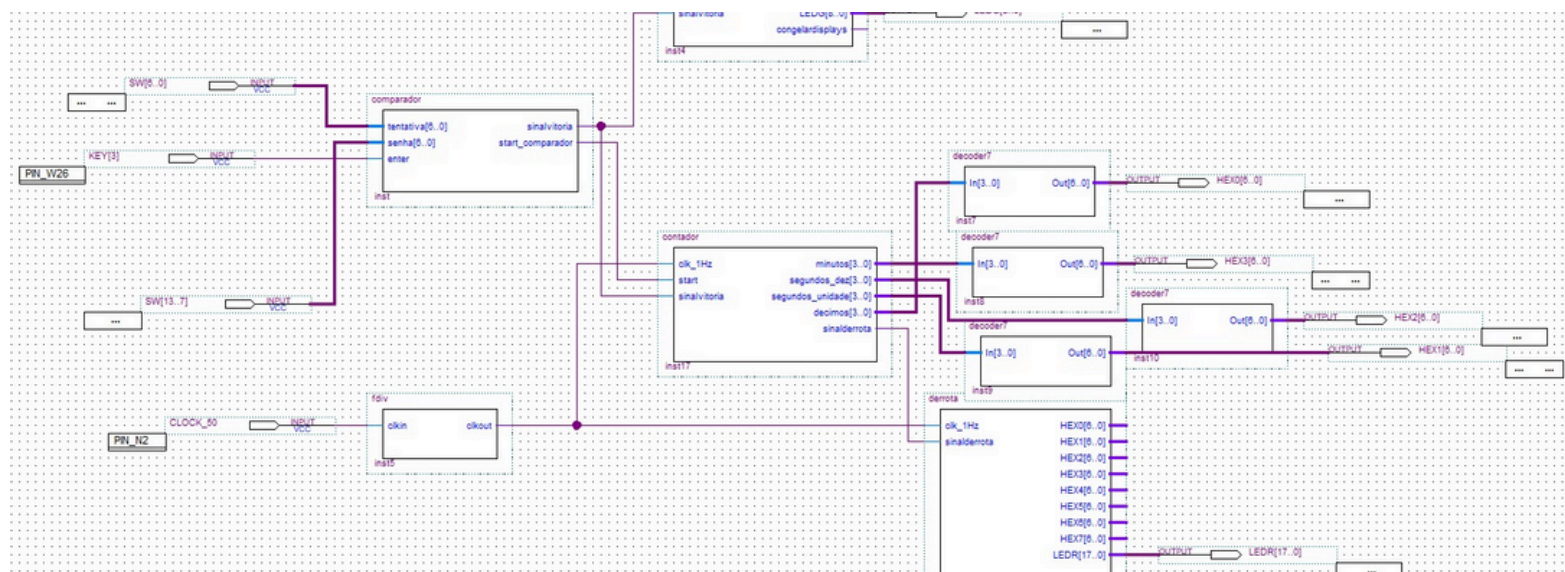 sinalvitoria
LEDG[8..0]
congelardisplays
...
inst4
SW[6..0]
INPUT
VCC
... ...
comparador
tentativa[6..0]
sinalvitoria
senha[6..0]
start_comparador
enter
inst
KEY[3]
INPUT
VCC
PIN_W26
SW[13..7]
INPUT
VCC
...
decoder7
In[3..0]
Out[6..0]
OUTPUT
HEX0[6..0]
...
inst7
contador
clk_1Hz
minutos[3..0]
start
segundos_dez[3..0]
sinalvitoria
segundos_unidade[3..0]
decimos[3..0]
sinalderrota
inst17
decoder7
In[3..0]
Out[6..0]
OUTPUT
HEX3[6..0]
... ...
inst8
decoder7
In[3..0]
Out[6..0]
OUTPUT
HEX2[6..0]
...
inst10
decoder7
In[3..0]
Out[6..0]
OUTPUT
HEX1[6..0]
... ...
inst9
CLOCK_50
INPUT
VCC
PIN_N2
fdiv
clkin
clkout
inst5
derrota
clk_1Hz
HEX0[6..0]
sinalderrota
HEX1[6..0]
HEX2[6..0]
HEX3[6..0]
HEX4[6..0]
HEX5[6..0]
HEX6[6..0]
HEX7[6..0]
LEDR[17..0]
OUTPUT
LEDR[17..0]
...